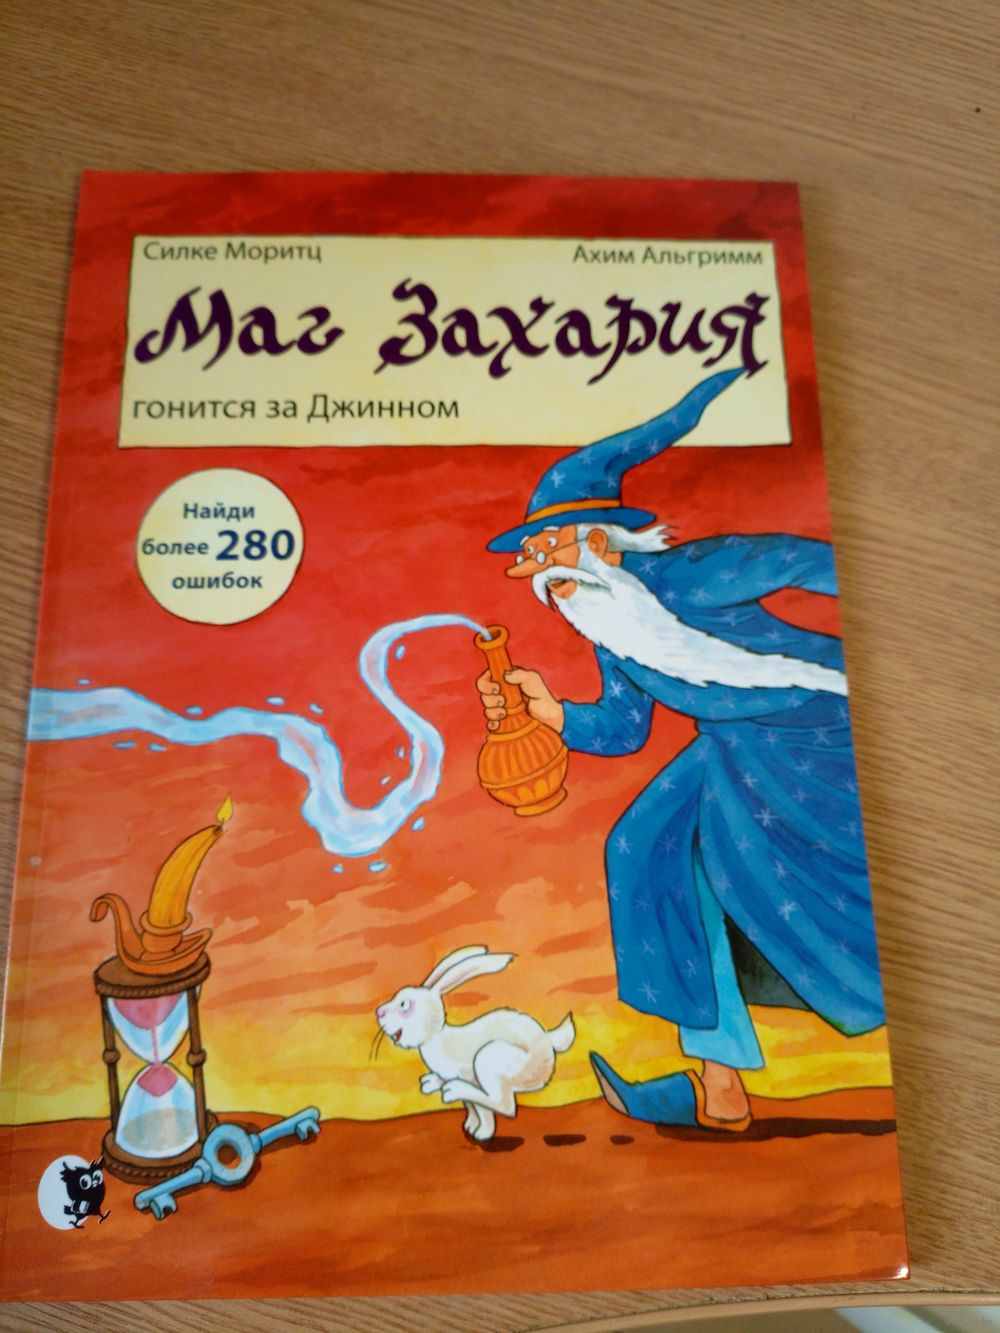 Силке Моритц
Ахим Альгримм
Маг Захария
гонится за Джинном
Найди
более 280
ошибок